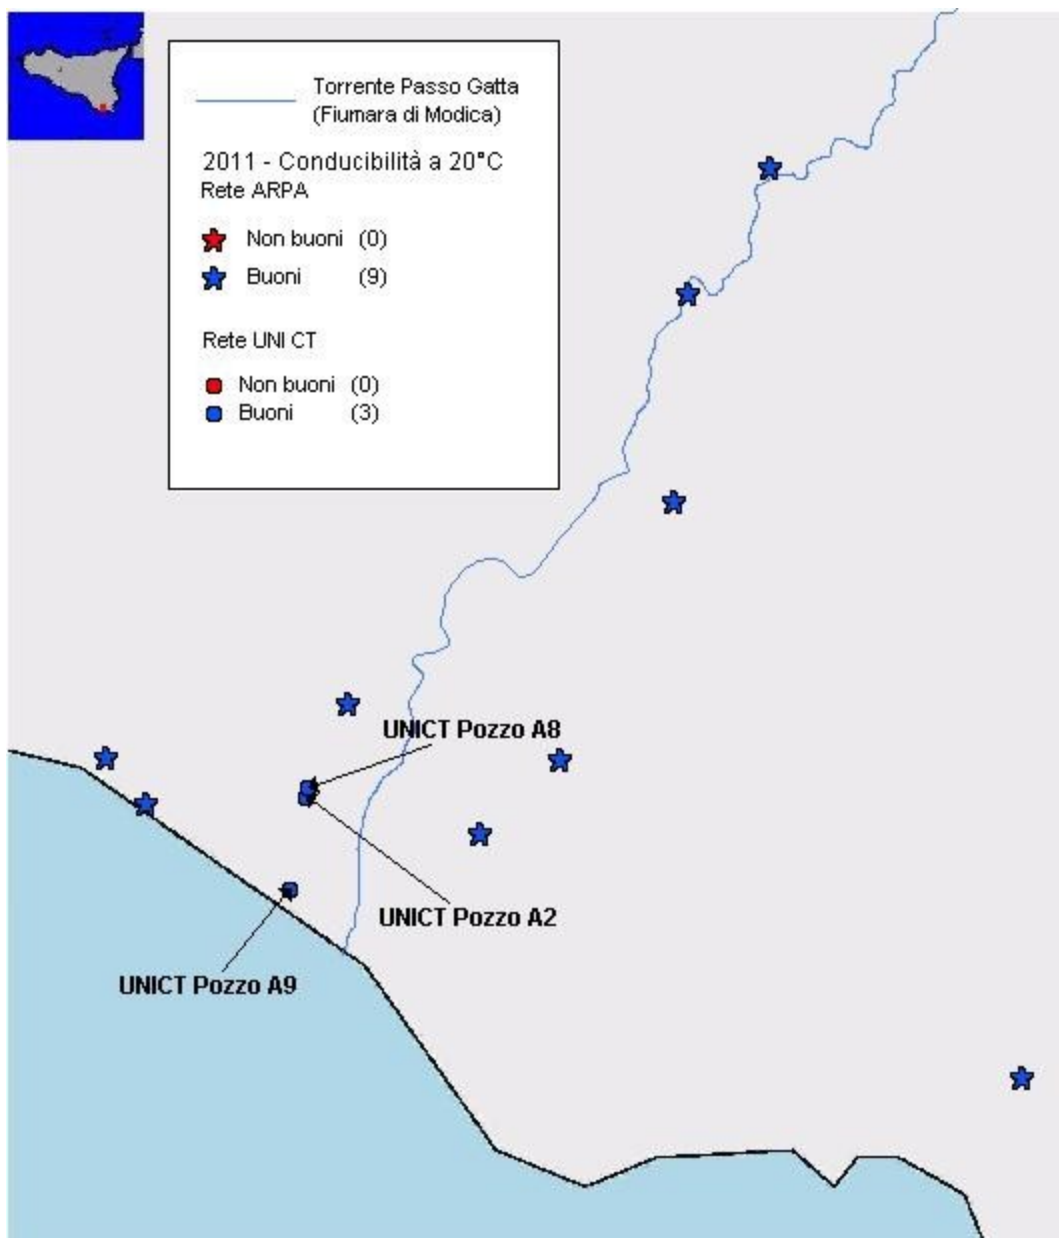 Torrente Passo Gatta
(Fiumara di Modica)
2011 - Conducibilità a 20°C
Rete ARPA
Non buoni (0)
Buoni (9)
Rete UNI CT
Non buoni (0)
Buoni (3)
UNICT Pozzo A8
UNICT Pozzo A2
UNICT Pozzo A9